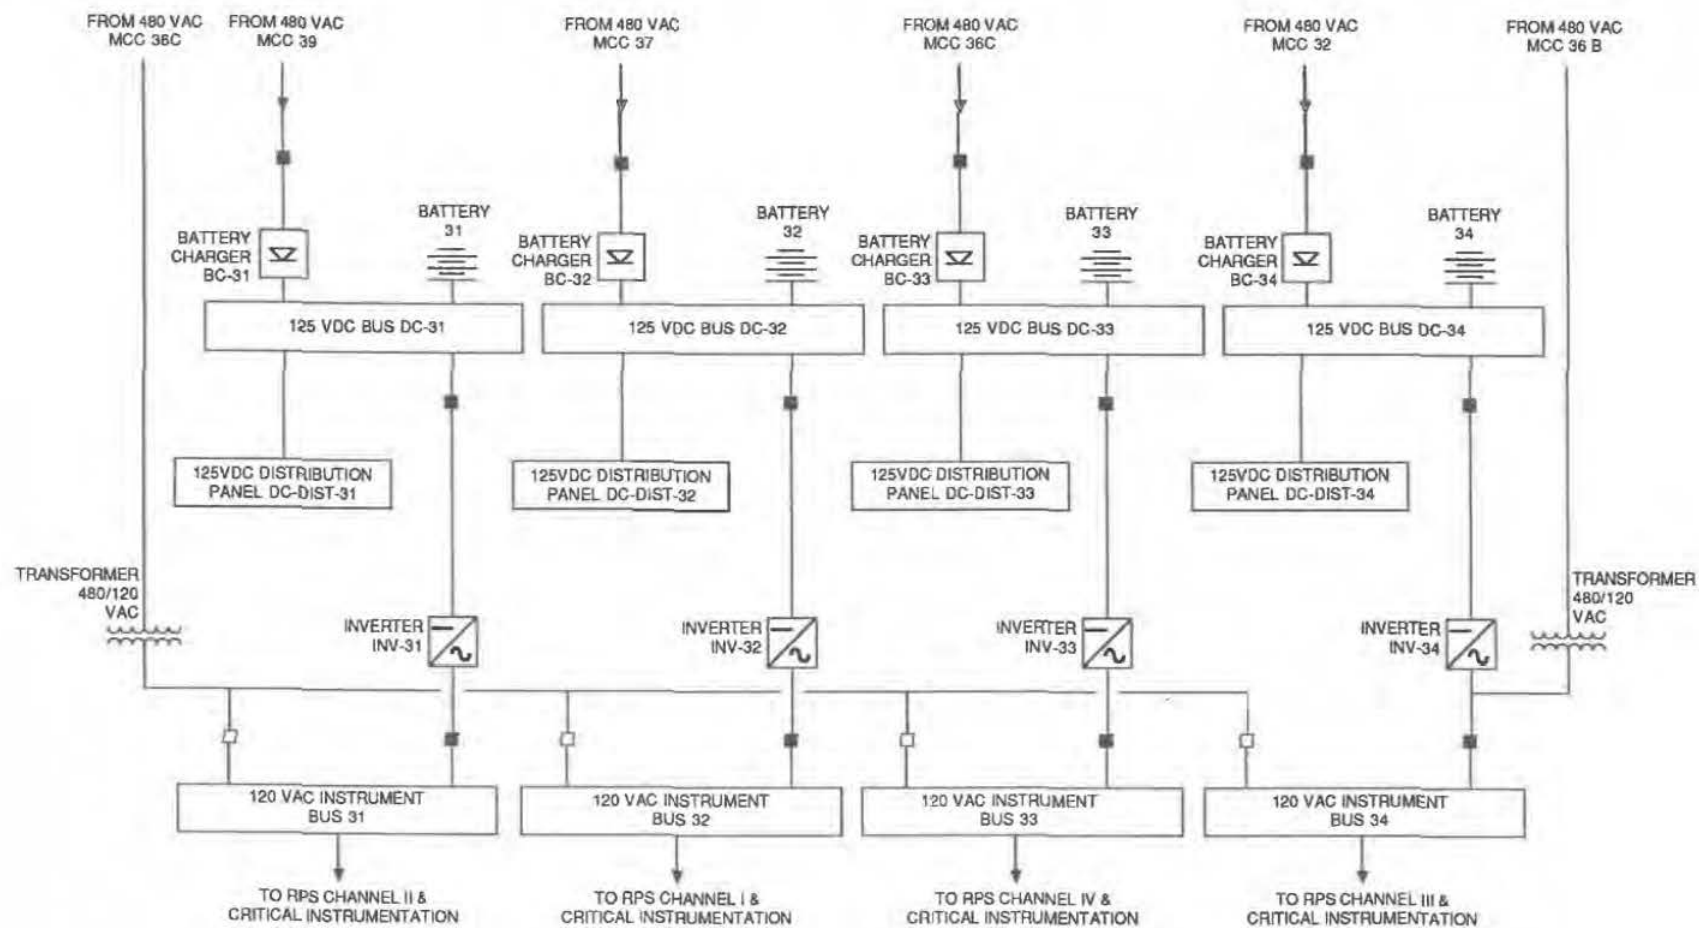 FROM 480 VAC
MCC 36C
FROM 480 VAC
MCC 39
FROM 480 VAC
MCC 37
FROM 480 VAC
MCC 36C
FROM 480 VAC
MCC 32
FROM 480 VAC
MCC 36 B
BATTERY
CHARGER
BC-31
BATTERY
31
BATTERY
CHARGER
BC-32
BATTERY
32
BATTERY
CHARGER
BC-33
BATTERY
33
BATTERY
CHARGER
BC-34
BATTERY
34
125 VDC BUS DC-31
125 VDC BUS DC-32
125 VDC BUS DC-33
125 VDC BUS DC-34
125VDC DISTRIBUTION
PANEL DC-DIST-31
125VDC DISTRIBUTION
PANEL DC-DIST-32
125VDC DISTRIBUTION
PANEL DC-DIST-33
125VDC DISTRIBUTION
PANEL DC-DIST-34
TRANSFORMER
480/120
VAC
INVERTER
INV-31
INVERTER
INV-32
INVERTER
INV-33
INVERTER
INV-34
TRANSFORMER
480/120
VAC
120 VAC INSTRUMENT
BUS 31
120 VAC INSTRUMENT
BUS 32
120 VAC INSTRUMENT
BUS 33
120 VAC INSTRUMENT
BUS 34
TO RPS CHANNEL II &
CRITICAL INSTRUMENTATION
TO RPS CHANNEL I &
CRITICAL INSTRUMENTATION
TO RPS CHANNEL IV &
CRITICAL INSTRUMENTATION
TO RPS CHANNEL III &
CRITICAL INSTRUMENTATION